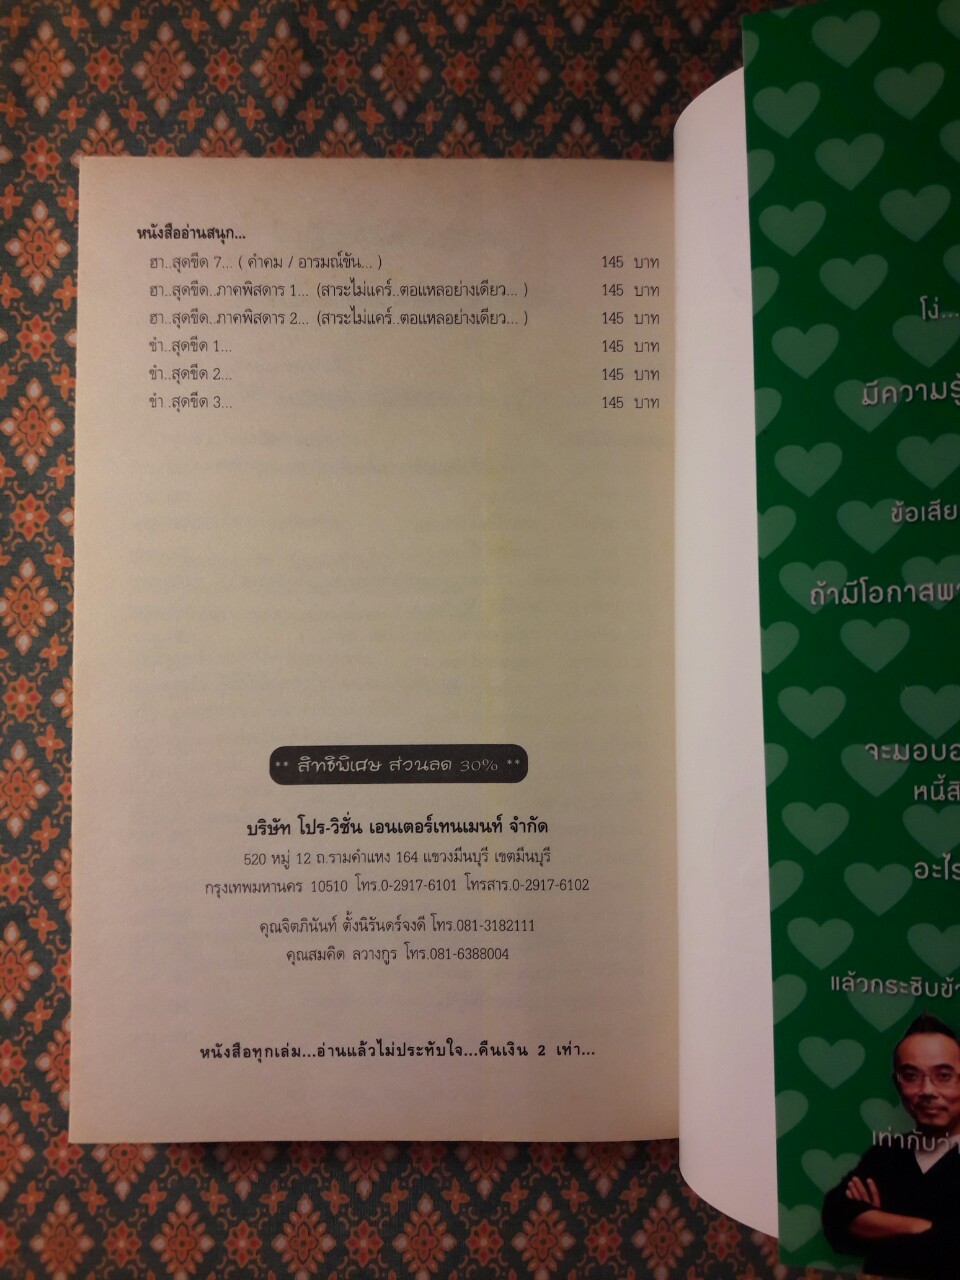 หนังสืออ่านสนุก...
ฮา..สุดขีด 7... ( คำคม / อารมณ์ขัน... ) 145 บาท
ฮา..สุดขีด..ภาคพิสดาร 1... (สาระไม่แคร์..ตอแหลอย่างเดียว... ) 145 บาท
ฮา..สุดขีด..ภาคพิสดาร 2... (สาระไม่แคร์..ตอแหลอย่างเดียว... ) 145 บาท
ขำ..สุดขีด 1... 145 บาท
ขำ..สุดขีด 2... 145 บาท
ขำ..สุดขีด 3... 145 บาท
** สิทธิพิเศษ ส่วนลด 30% **
บริษัท โปร-วิชั่น เอนเตอร์เทนเมนท์ จำกัด
520 หมู่ 12 ถ.รามคำแหง 164 แขวงมีนบุรี เขตมีนบุรี
กรุงเทพมหานคร 10510 โทร.0-2917-6101 โทรสาร.0-2917-6102
คุณจิตภินันท์ ตั้งนิรันดร์จงดี โทร.081-3182111
คุณสมคิด ลวางกูร โทร.081-6388004
หนังสือทุกเล่ม...อ่านแล้วไม่ประทับใจ...คืนเงิน 2 เท่า...
โง่...
มีความรู้
ข้อเสีย
ถ้ามีโอกาส
จะมอบ
หนี้สิ
อะไร
แล้วกระซิบข้า
เท่ากับว่า